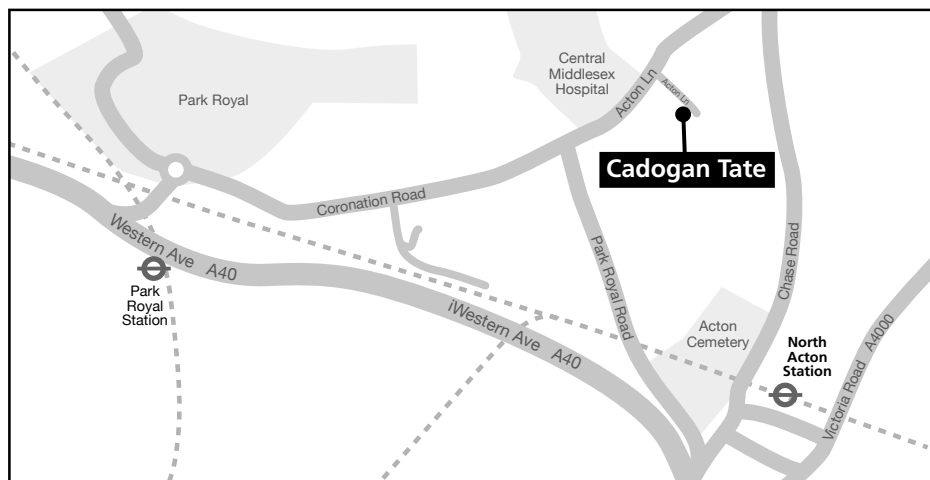 Park Royal
Central
Middlesex
Hospital
Acton Ln
Acton Ln
Cadogan Tate
Coronation Road
Western Ave A40
Park
Royal
Station
iWestern Ave A40
Park Royal Road
Chase Road
Acton
Cemetery
North
Acton
Station
Victoria Road A4000